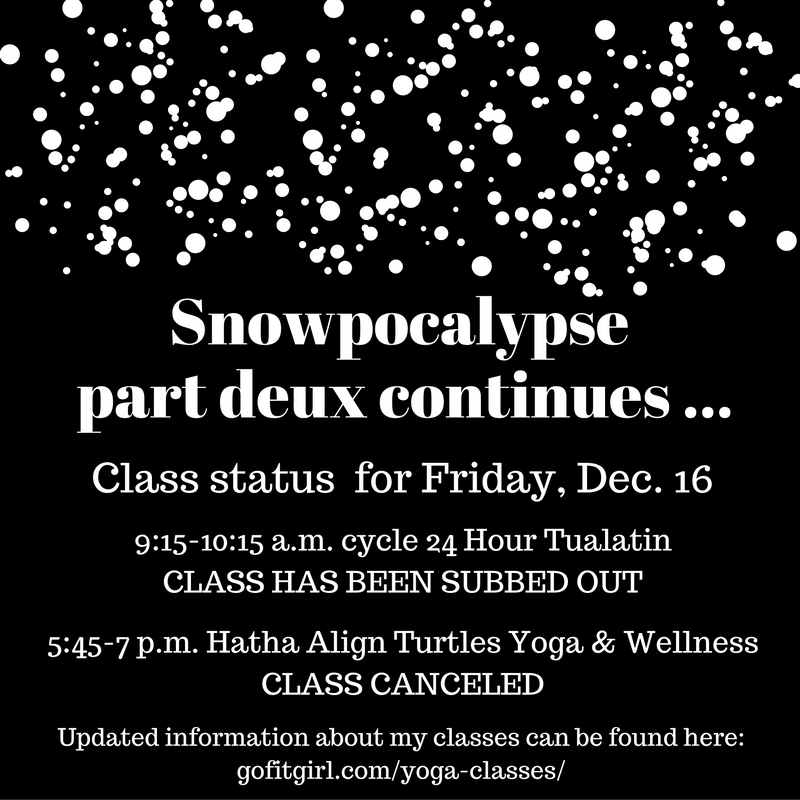 Snowpocalypse
part deux continues ...
Class status for Friday, Dec. 16
9:15-10:15 a.m. cycle 24 Hour Tualatin
CLASS HAS BEEN SUBBED OUT
5:45-7 p.m. Hatha Align Turtles Yoga & Wellness
CLASS CANCELED
Updated information about my classes can be found here:
gofitgirl.com/yoga-classes/